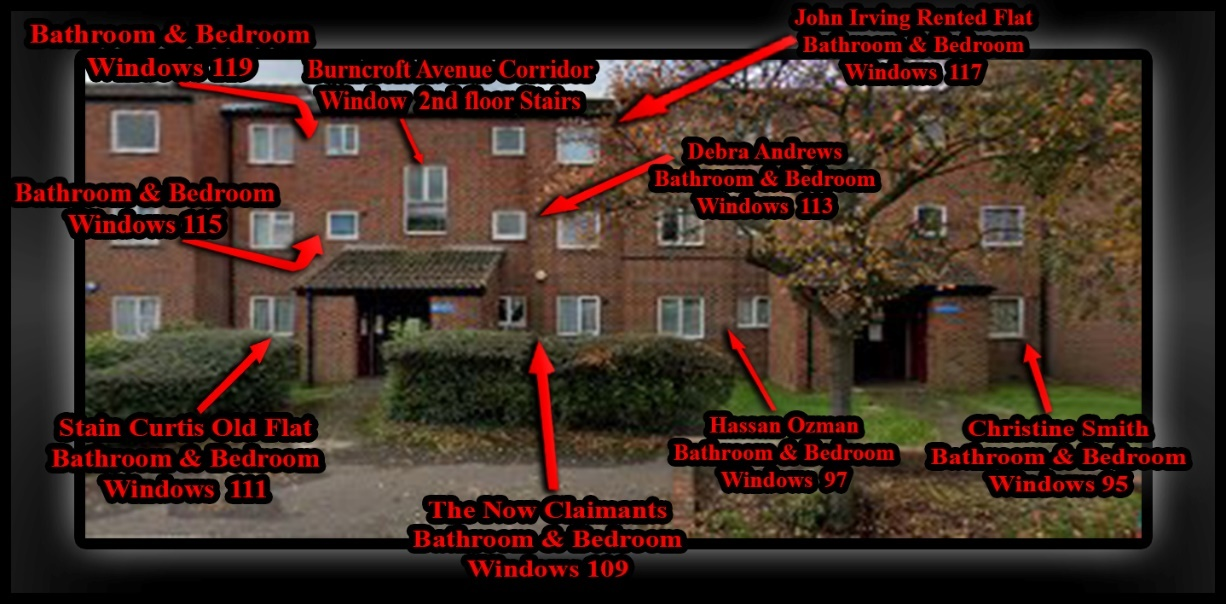 Bathroom & Bedroom
Windows 119
Burncroft Avenue Corridor
Window 2nd floor Stairs
John Irving Rented Flat
Bathroom & Bedroom
Windows 117
Debra Andrews
Bathroom & Bedroom
Windows 113
Bathroom & Bedroom
Windows 115
Stain Curtis Old Flat
Bathroom & Bedroom
Windows 111
The Now Claimants
Bathroom & Bedroom
Windows 109
Hassan Ozman
Bathroom & Bedroom
Windows 97
Christine Smith
Bathroom & Bedroom
Windows 95